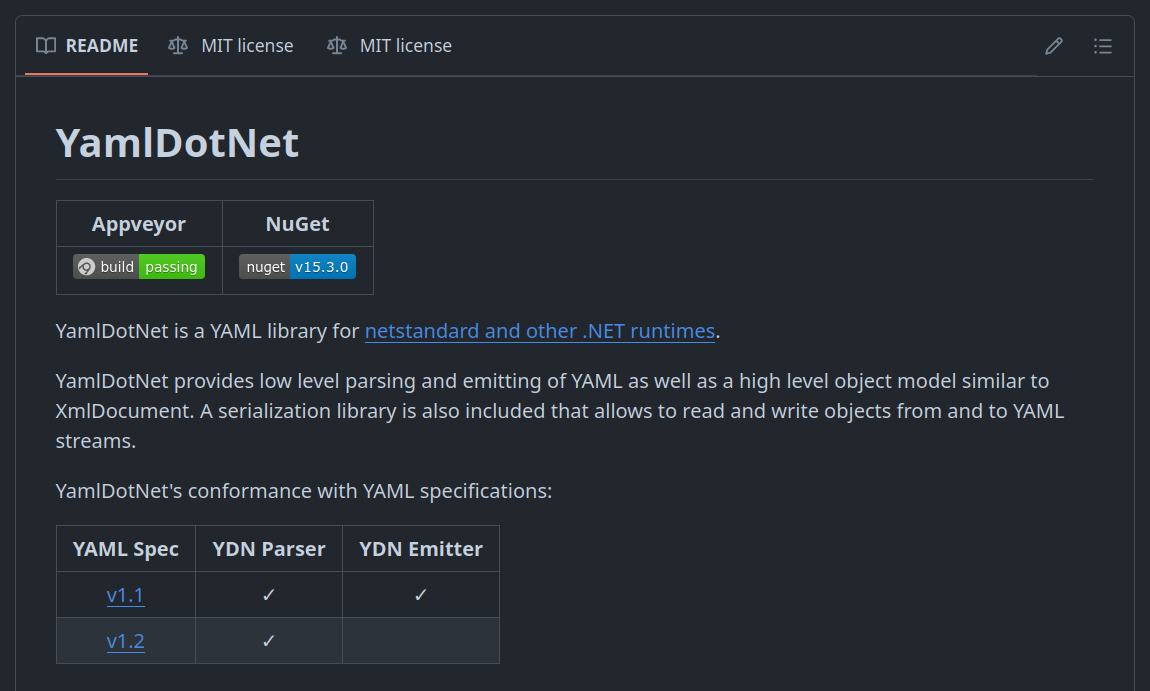 README MIT license MIT license
YamlDotNet
Appveyor NuGet
build passing nuget v15.3.0
YamlDotNet is a YAML library for netstandard and other .NET runtimes.
YamlDotNet provides low level parsing and emitting of YAML as well as a high level object model similar to
XmlDocument. A serialization library is also included that allows to read and write objects from and to YAML
streams.
YamlDotNet's conformance with YAML specifications:
YAML Spec YDN Parser YDN Emitter
v1.1 ✓ ✓
v1.2 ✓